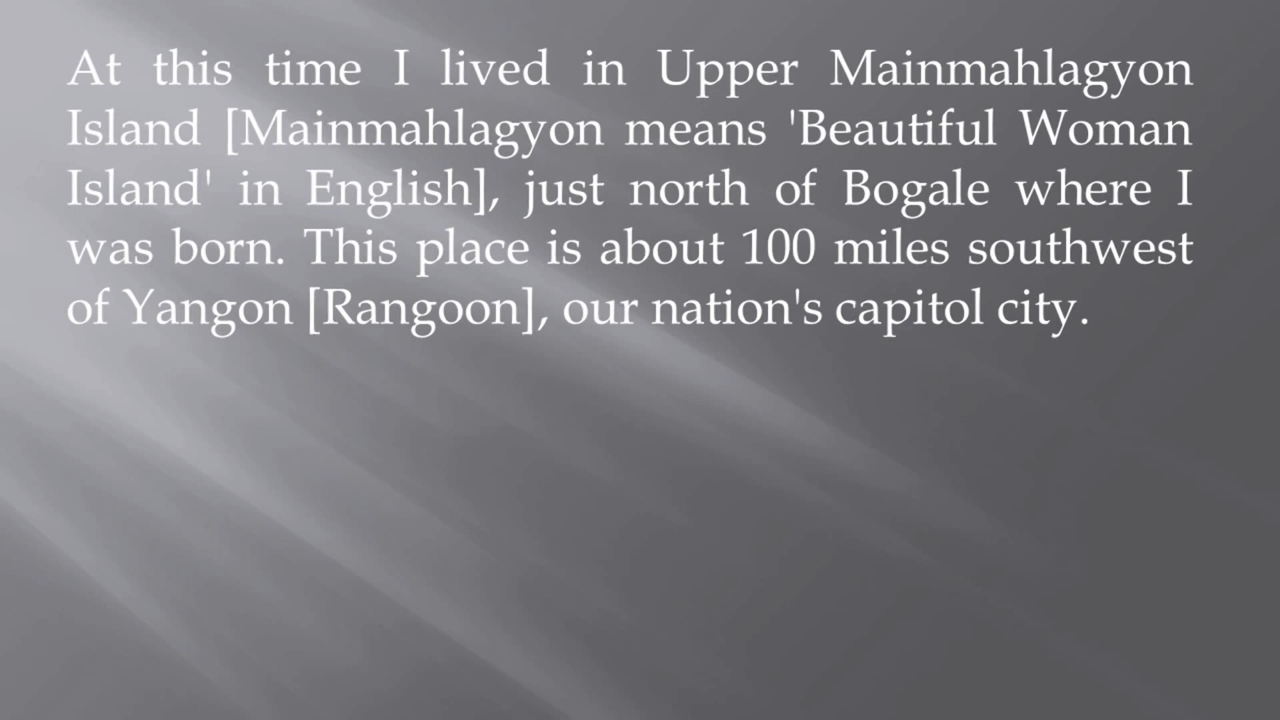 At this time I lived in Upper Mainmahlagyon
Island [Mainmahlagyon means 'Beautiful Woman
Island' in English], just north of Bogale where I
was born. This place is about 100 miles southwest
of Yangon [Rangoon], our nation's capitol city.